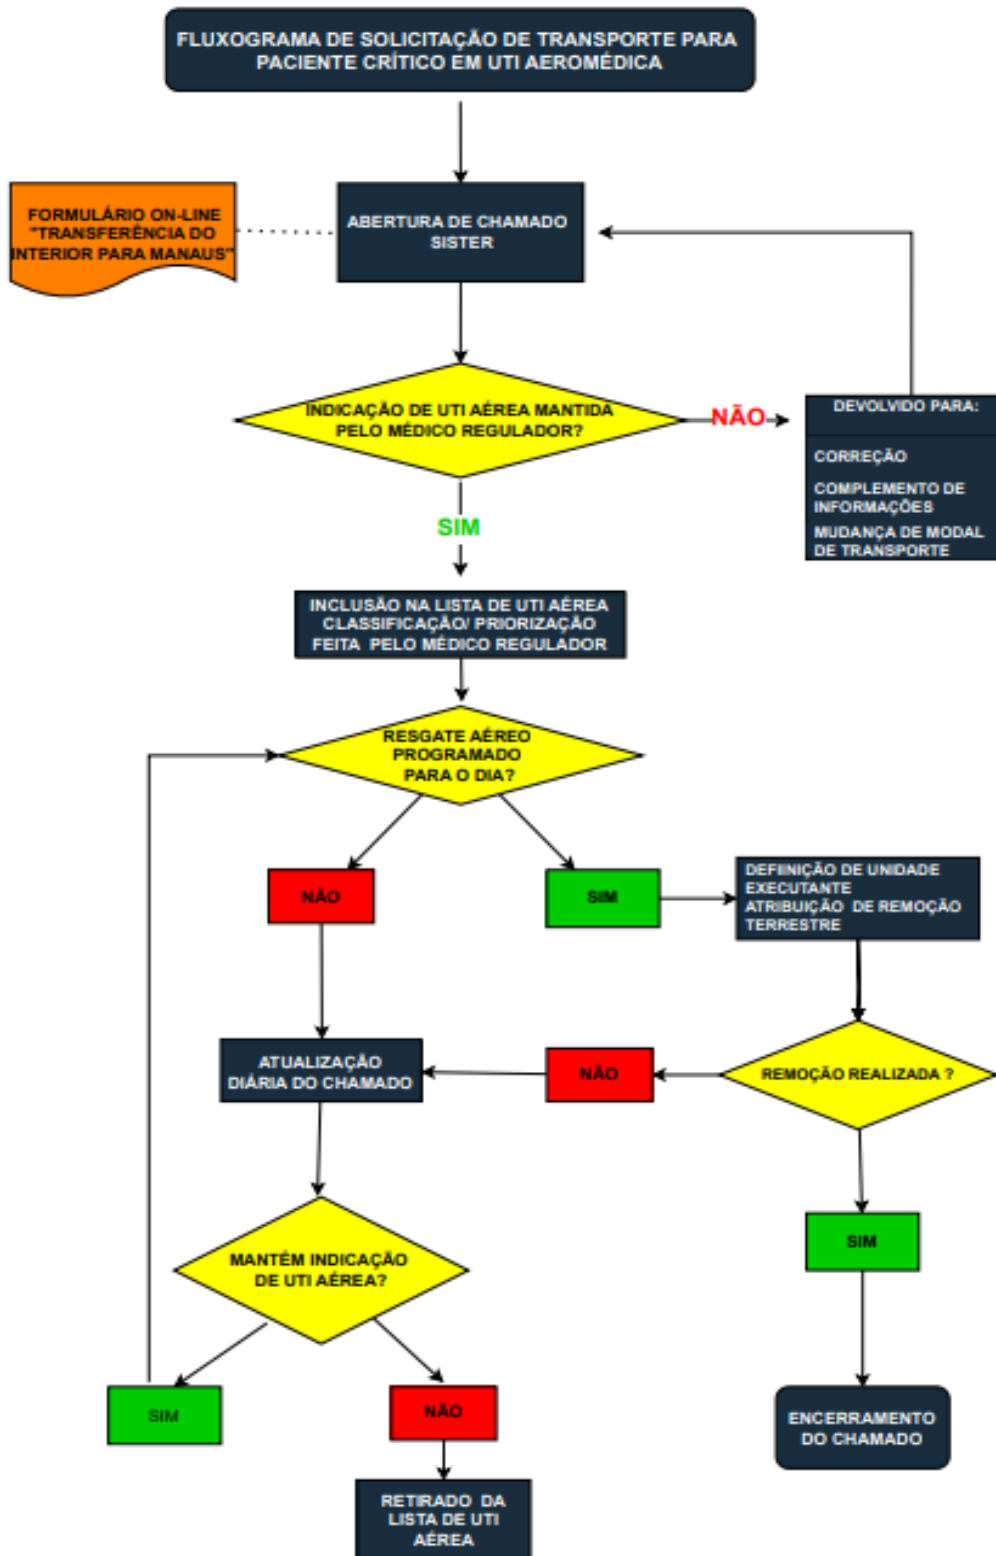 FLUXOGRAMA DE SOLICITAÇÃO DE TRANSPORTE PARA
PACIENTE CRÍTICO EM UTI AEROMÉDICA
FORMULÁRIO ON-LINE
"TRANSFERÊNCIA DO
INTERIOR PARA MANAUS"
ABERTURA DE CHAMADO
SISTER
INDICAÇÃO DE UTI AÉREA MANTIDA
PELO MÉDICO REGULADOR?
NÃO
DEVOLVIDO PARA:
CORREÇÃO
COMPLEMENTO DE
INFORMAÇÕES
MUDANÇA DE MODAL
DE TRANSPORTE
SIM
INCLUSÃO NA LISTA DE UTI AÉREA
CLASSIFICAÇÃO/ PRIORIZAÇÃO
FEITA PELO MÉDICO REGULADOR
RESGATE AÉREO
PROGRAMADO
PARA O DIA?
NÃO
SIM
DEFIINIÇÃO DE UNIDADE
EXECUTANTE
ATRIBUIÇÃO DE REMOÇÃO
TERRESTRE
ATUALIZAÇÃO
DIÁRIA DO CHAMADO
NÃO
REMOÇÃO REALIZADA ?
MANTÉM INDICAÇÃO
DE UTI AÉREA?
SIM
SIM
NÃO
ENCERRAMENTO
DO CHAMADO
RETIRADO DA
LISTA DE UTI
AÉREA